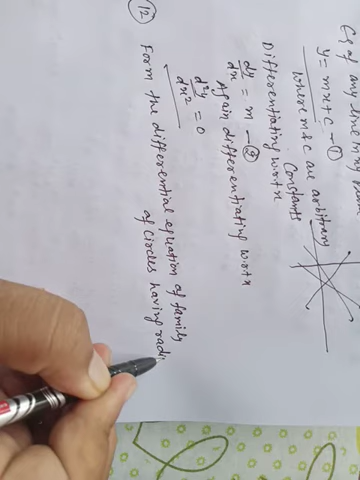 Eq of any line in xy plane
y = mx + c — ①
where m & c are arbitrary
Constants
Differentiating w.r.t x
dy/dx = m — ②
Again differentiating w.r.t x
d²y/dx² = 0
⑫ Form the differential equation of family
of circles having radi